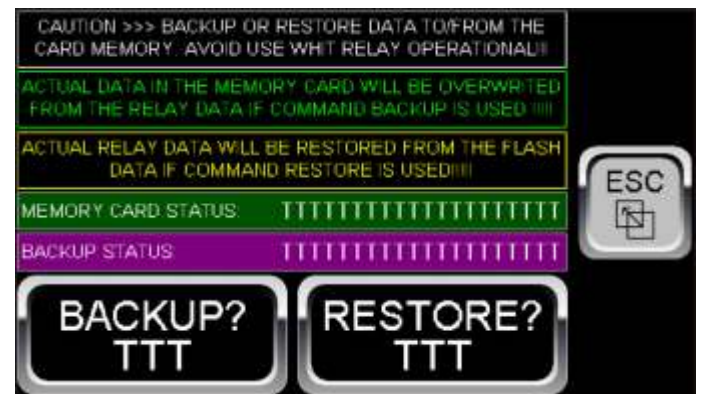 CAUTION >>> BACKUP OR RESTORE DATA TO/FROM THE
CARD MEMORY. AVOID USE WHIT RELAY OPERATIONAL!!
ACTUAL DATA IN THE MEMORY CARD WILL BE OVERWRITED
FROM THE RELAY DATA IF COMMAND BACKUP IS USED !!!!!
ACTUAL RELAY DATA WILL BE RESTORED FROM THE FLASH
DATA IF COMMAND RESTORE IS USED!!!!!
ESC
MEMORY CARD STATUS: TTTTTTTTTTTTTTTTTTTT
BACKUP STATUS: TTTTTTTTTTTTTTTTTTTT
BACKUP?
TTT
RESTORE?
TTT